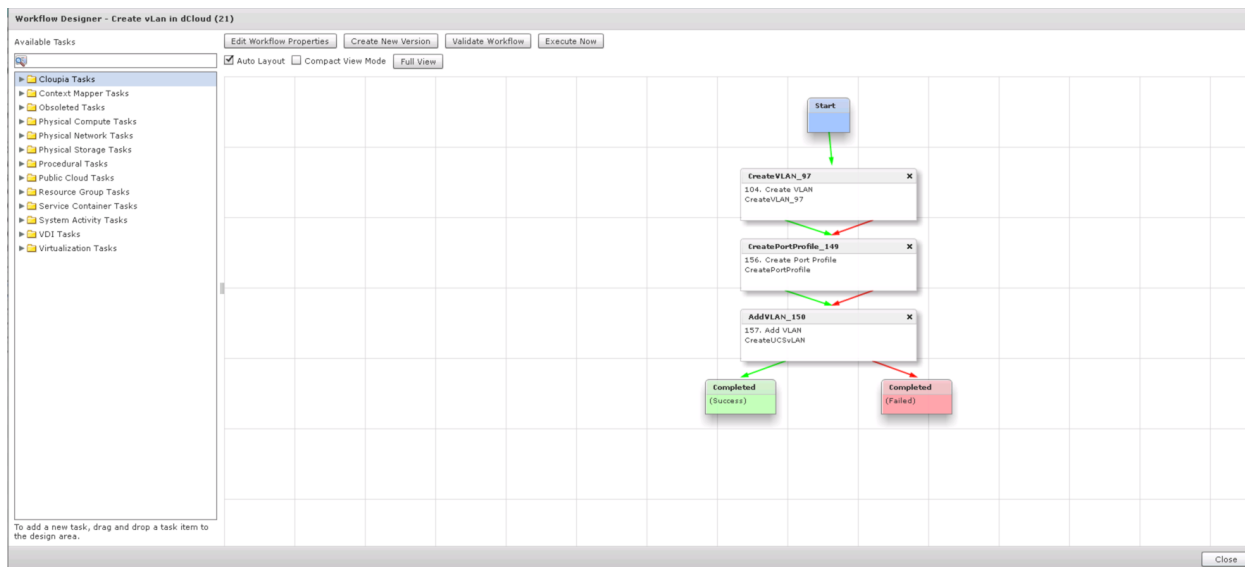 Workflow Designer - Create vLan in dCloud (21)
Available Tasks
Edit Workflow Properties
Create New Version
Validate Workflow
Execute Now
Auto Layout
Compact View Mode
Full View
Cloupia Tasks
Context Mapper Tasks
Obsoleted Tasks
Physical Compute Tasks
Physical Network Tasks
Physical Storage Tasks
Procedural Tasks
Public Cloud Tasks
Resource Group Tasks
Service Container Tasks
System Activity Tasks
VDI Tasks
Virtualization Tasks
To add a new task, drag and drop a task item to
the design area.
Start
CreateVLAN_97
104. Create VLAN
CreateVLAN_97
CreatePortProfile_149
156. Create Port Profile
CreatePortProfile
AddVLAN_150
157. Add VLAN
CreateUCSvLAN
Completed
(Success)
Completed
(Failed)
Close